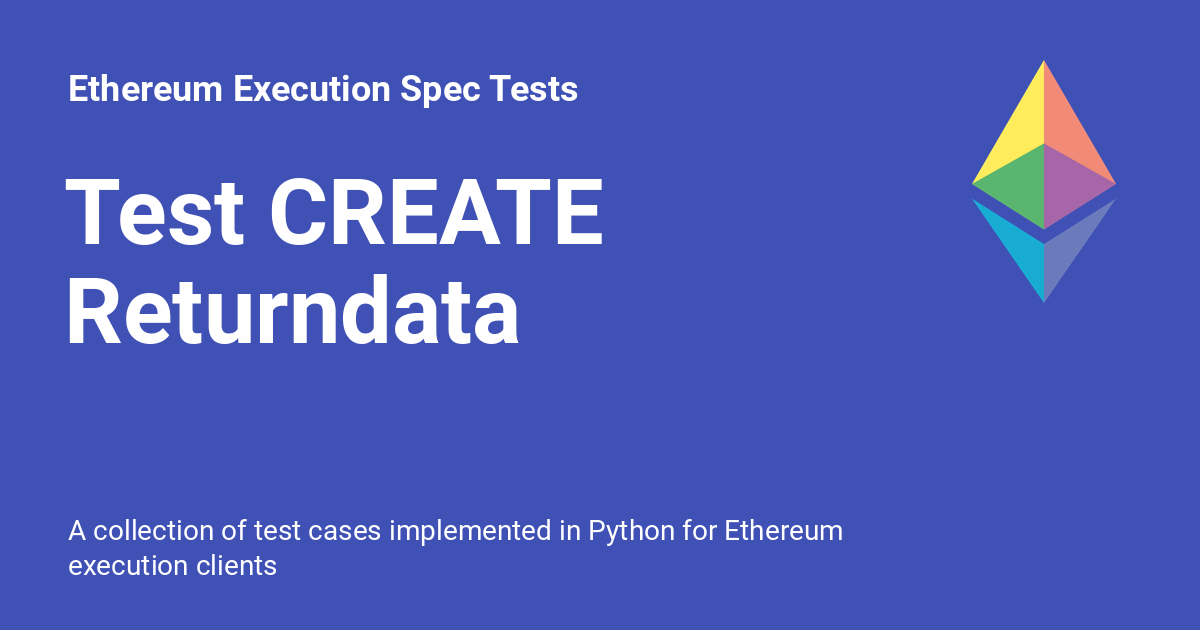 Ethereum Execution Spec Tests
Test CREATE
Returndata
A collection of test cases implemented in Python for Ethereum
execution clients